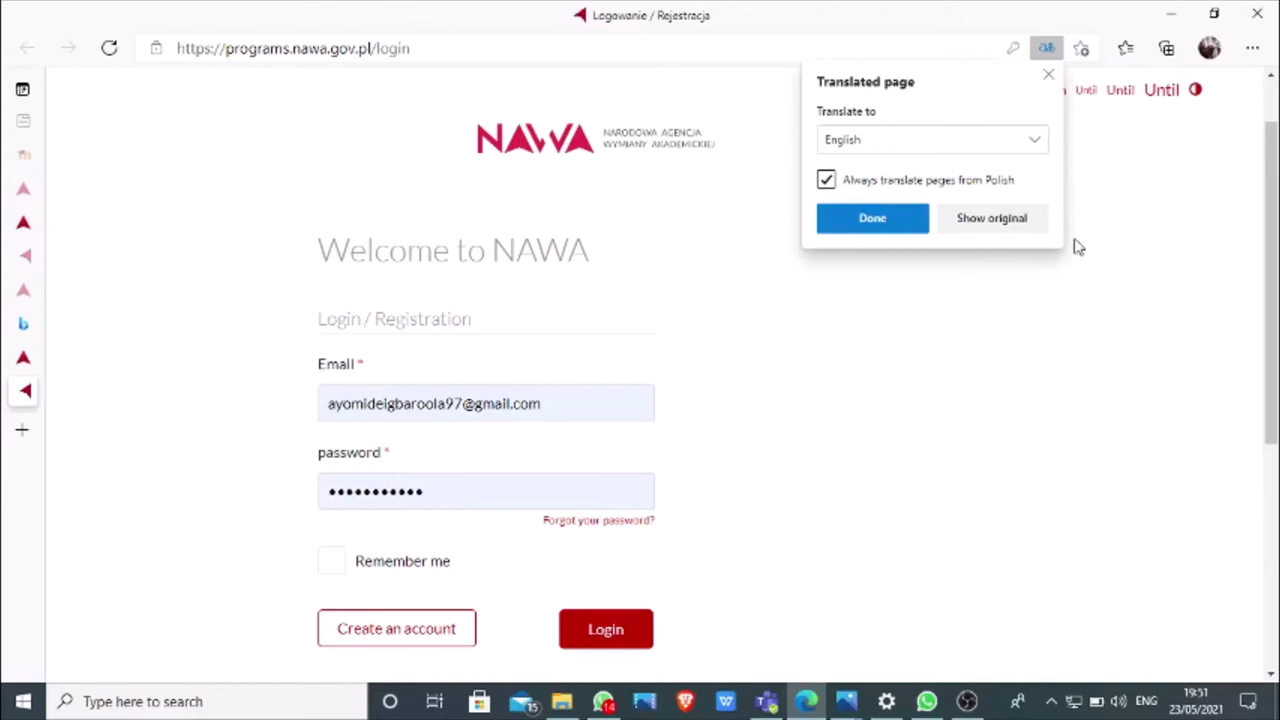 Logowanie / Rejestracja
https://programs.nawa.gov.pl/login
Translated page
Translate to
English
Always translate pages from Polish
Done
Show original
Until Until Until
NAWA NARODOWA AGENCJA
WYMIANY AKADEMICKIEJ
Welcome to NAWA
Login / Registration
Email *
ayomideigbaroola97@gmail.com
password *
Forgot your password?
Remember me
Create an account
Login
Type here to search
15
14
ENG
19:51
23/05/2021